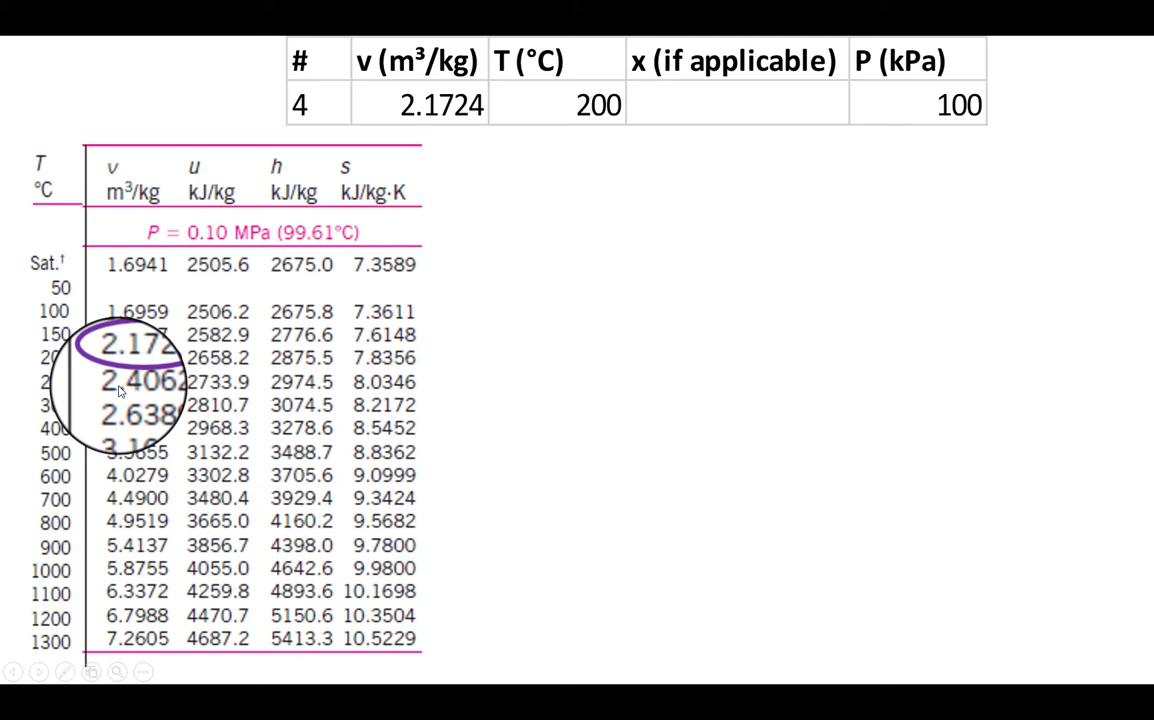 # v (m³/kg) T (°C) x (if applicable) P (kPa)
4 2.1724 200 100
T v u h s
°C m³/kg kJ/kg kJ/kg kJ/kg·K
P = 0.10 MPa (99.61°C)
Sat.† 1.6941 2505.6 2675.0 7.3589
50
100 1.6959 2506.2 2675.8 7.3611
150 2582.9 2776.6 7.6148
2.172 2658.2 2875.5 7.8356
2.4062 2733.9 2974.5 8.0346
2.638 2810.7 3074.5 8.2172
400 2968.3 3278.6 8.5452
500 3132.2 3488.7 8.8362
600 4.0279 3302.8 3705.6 9.0999
700 4.4900 3480.4 3929.4 9.3424
800 4.9519 3665.0 4160.2 9.5682
900 5.4137 3856.7 4398.0 9.7800
1000 5.8755 4055.0 4642.6 9.9800
1100 6.3372 4259.8 4893.6 10.1698
1200 6.7988 4470.7 5150.6 10.3504
1300 7.2605 4687.2 5413.3 10.5229